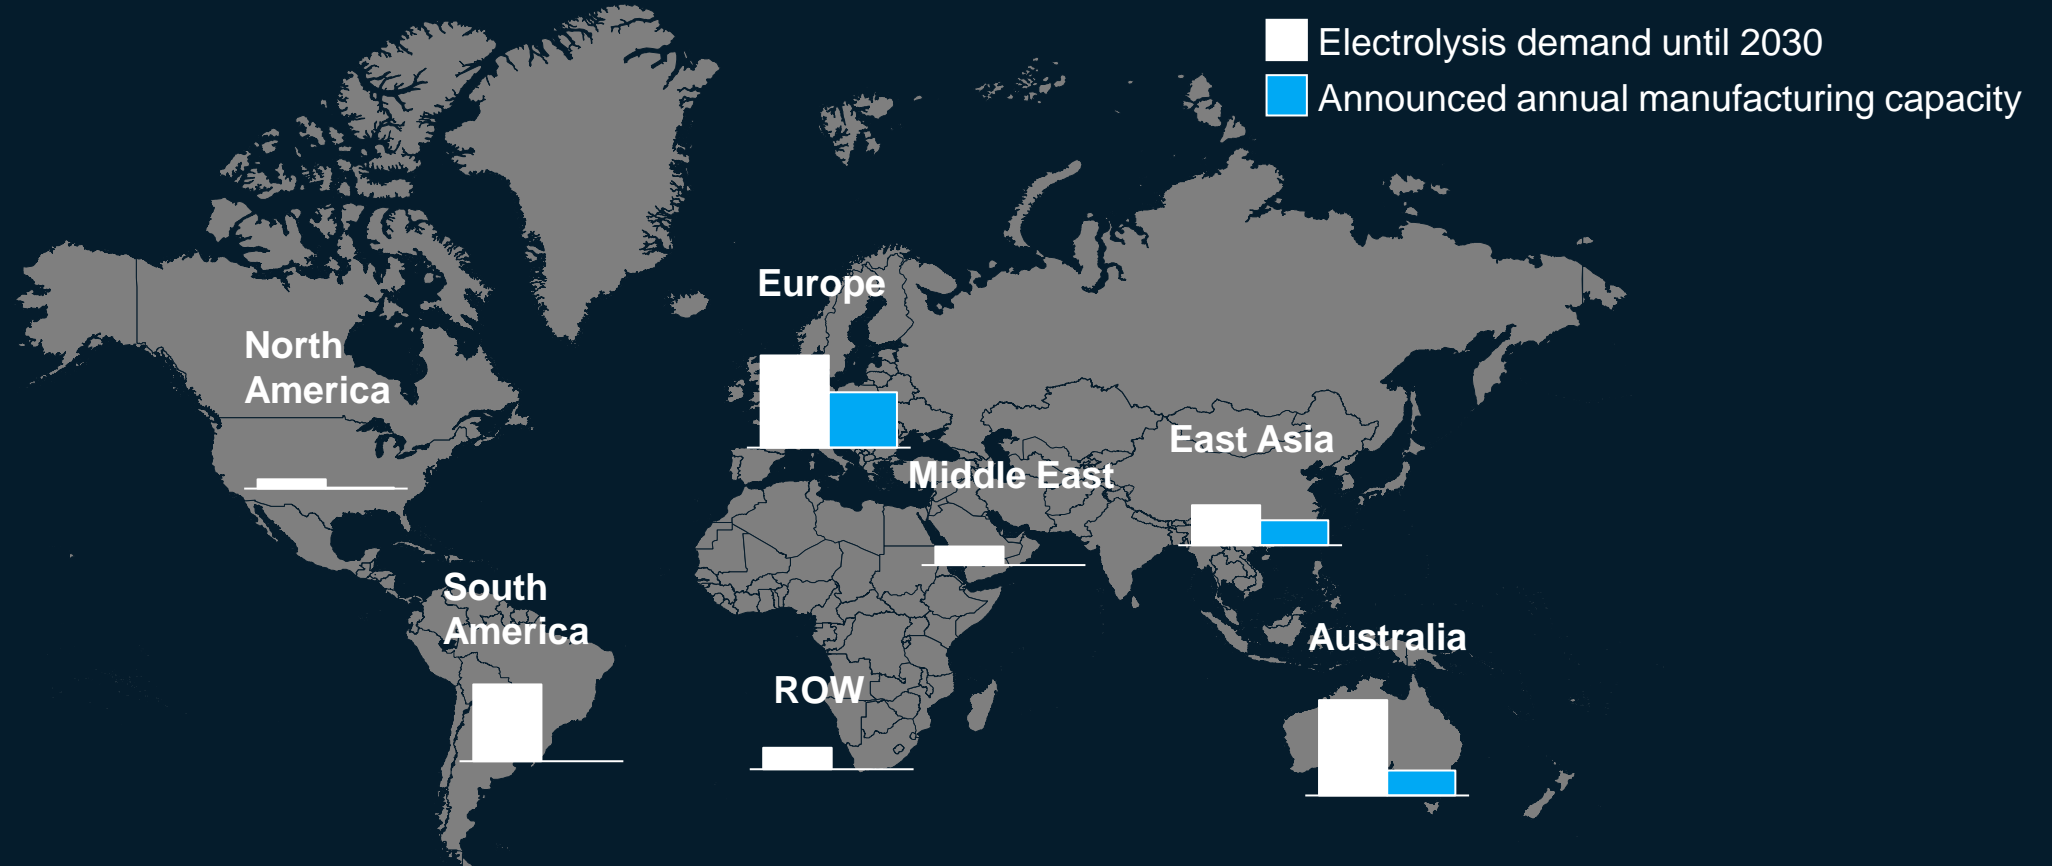 Electrolysis demand until 2030
Announced annual manufacturing capacity
Europe
North
America
East Asia
Middle East
South
America
Australia
ROW